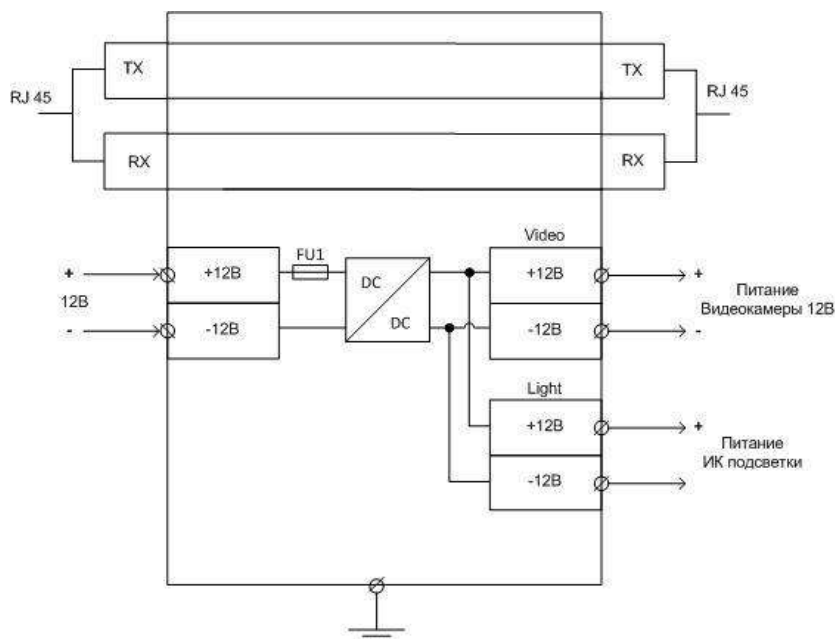 TX
TX
RJ 45
RJ 45
RX
RX
Video
FU1
+
+12В
DC
+12В
+
12В
Питание
Видеокамеры 12В
-
-12В
DC
-12В
-
Light
+12В
+
Питание
ИК подсветки
-12В